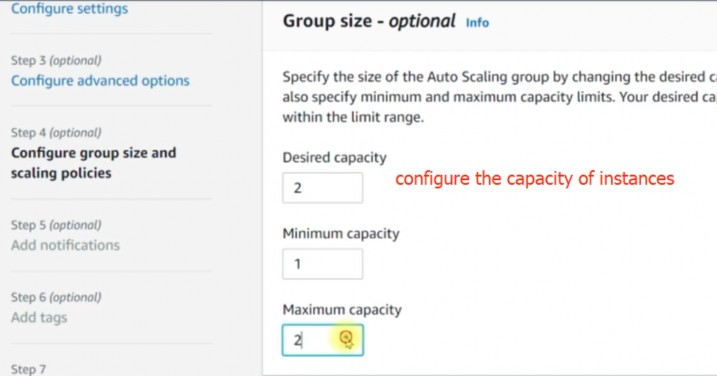 Configure settings
Step 3 (optional)
Configure advanced options
Step 4 (optional)
Configure group size and
scaling policies
Step 5 (optional)
Add notifications
Step 6 (optional)
Add tags
Step 7
Group size - optional Info
Specify the size of the Auto Scaling group by changing the desired
also specify minimum and maximum capacity limits. Your desired
within the limit range.
Desired capacity
2
configure the capacity of instances
Minimum capacity
1
Maximum capacity
2